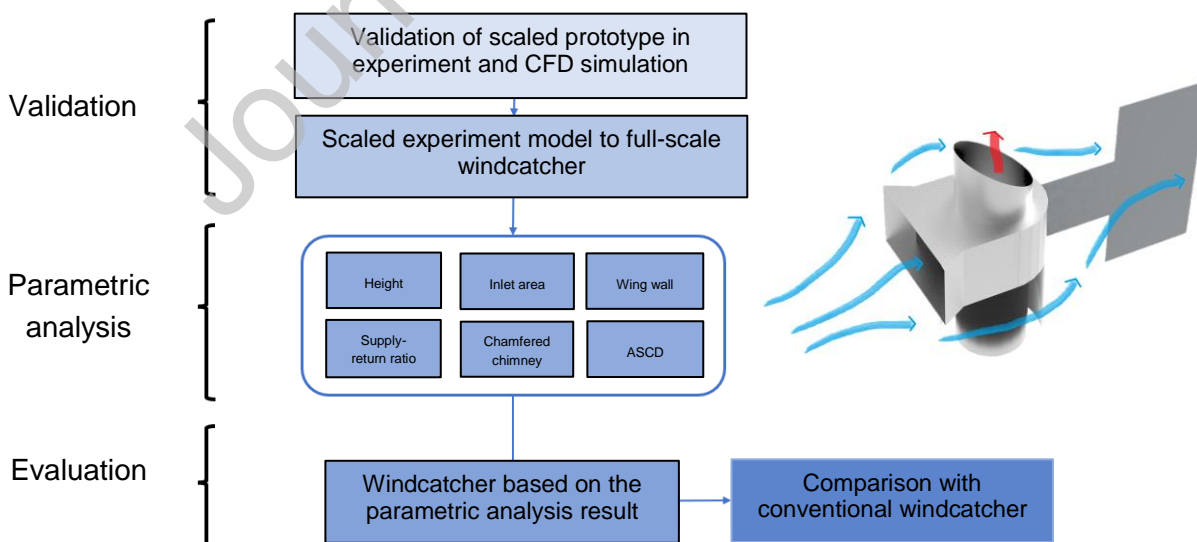 Validation
Validation of scaled prototype in
experiment and CFD simulation
Scaled experiment model to full-scale
windcatcher
Parametric
analysis
Height
Inlet area
Wing wall
Supply-
return ratio
Chamfered
chimney
ASCD
Evaluation
Windcatcher based on the
parametric analysis result
Comparison with
conventional windcatcher
Journ